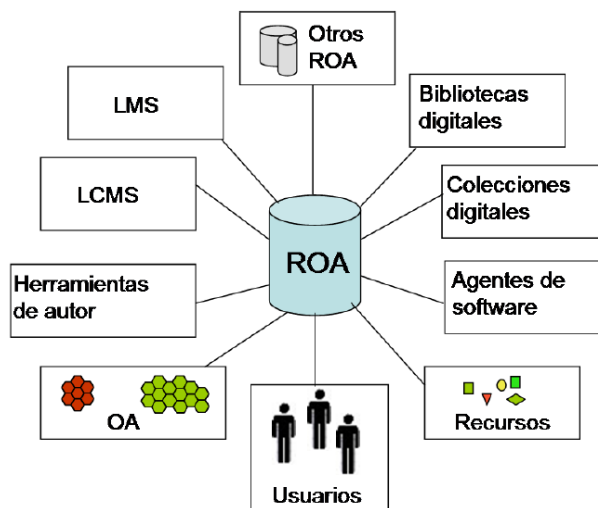 Otros
ROA
LMS
Bibliotecas
digitales
LCMS
Colecciones
digitales
ROA
Herramientas
de autor
Agentes de
software
OA
Usuarios
Recursos